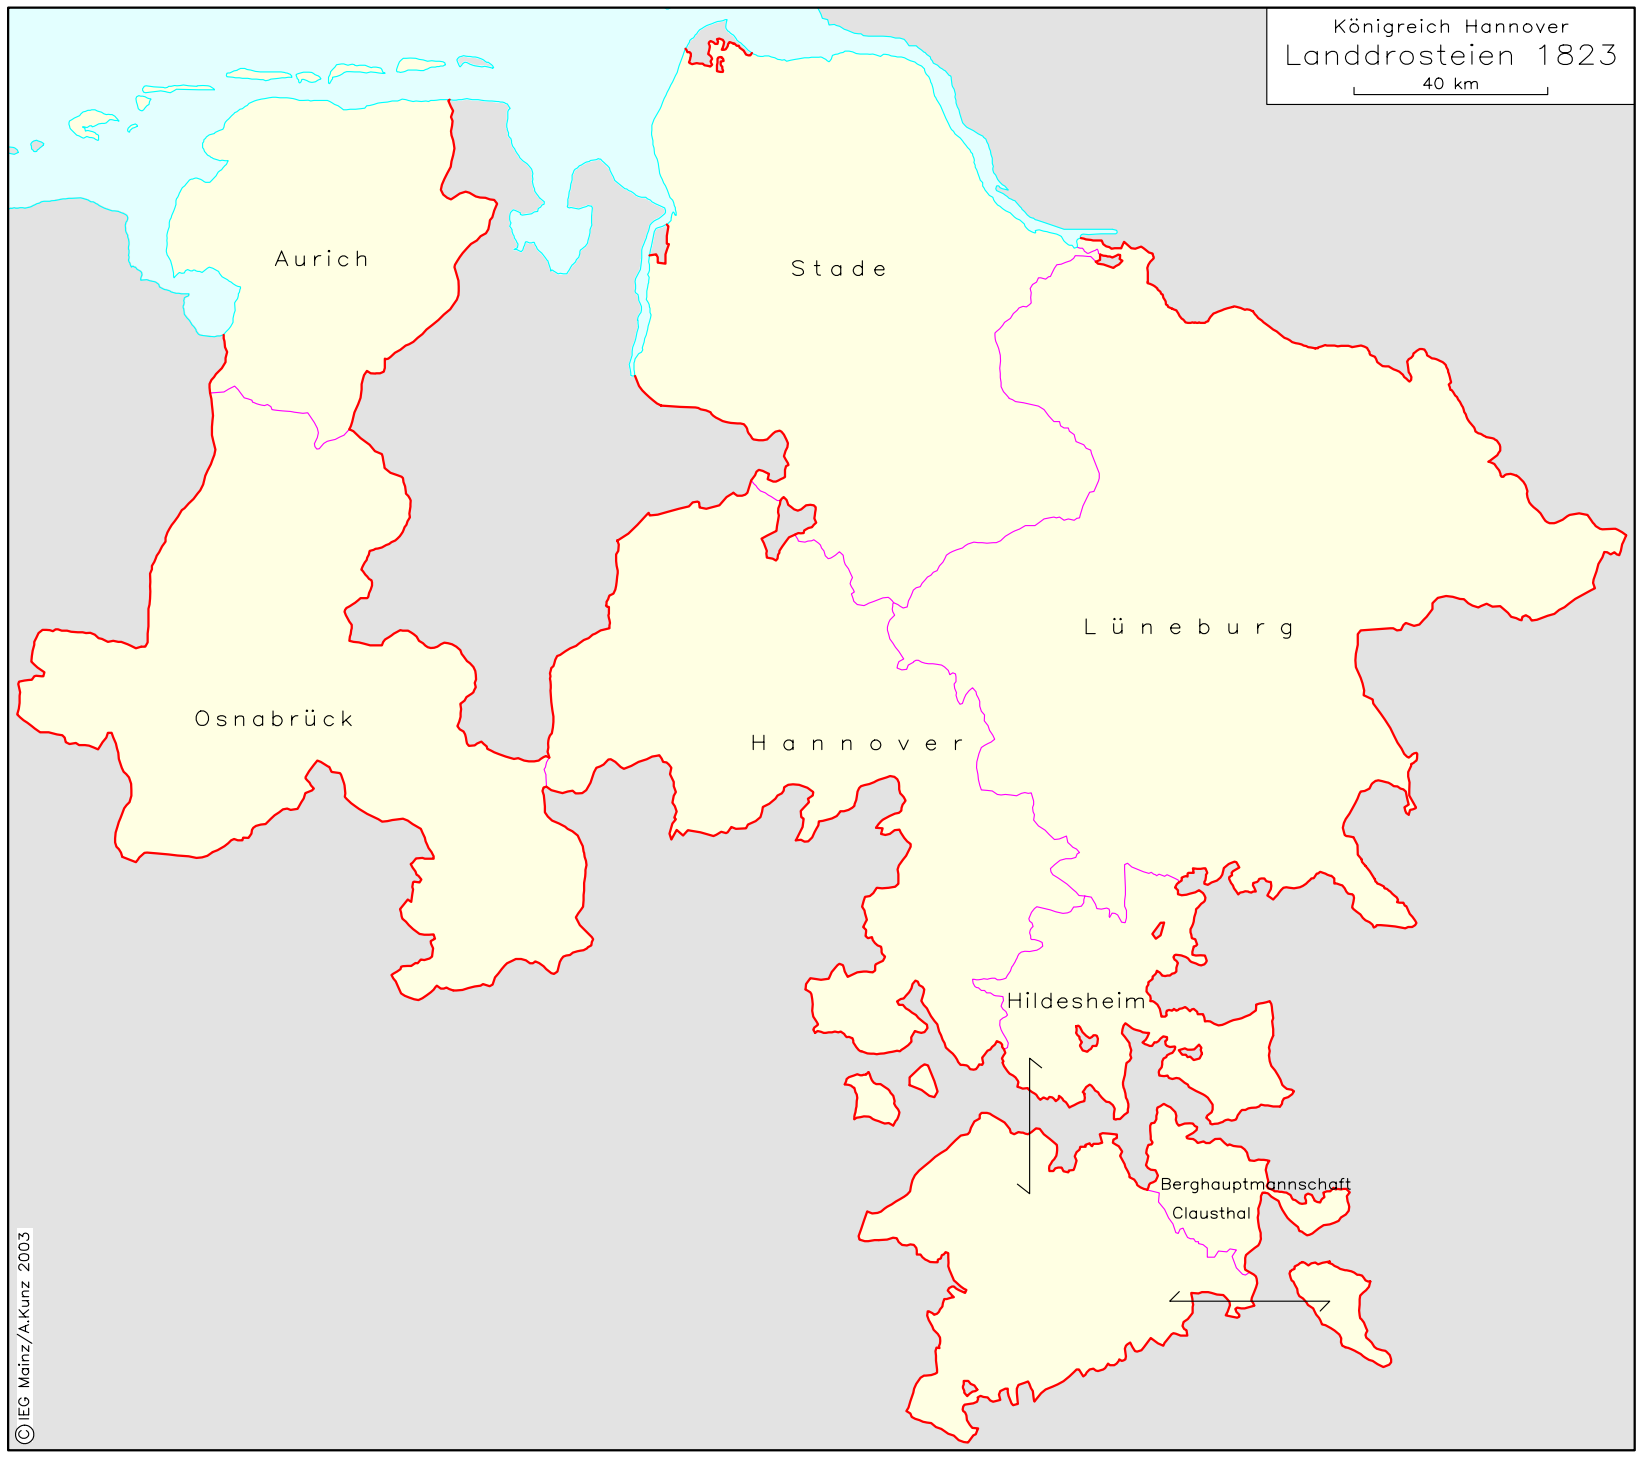 Königreich Hannover
Landdrosteien 1823
40 km
Aurich
Stade
Lüneburg
Osnabrück
Hannover
Hildesheim
Berghauptmannschaft
Clausthal
©IEG Mainz/A.Kunz 2003